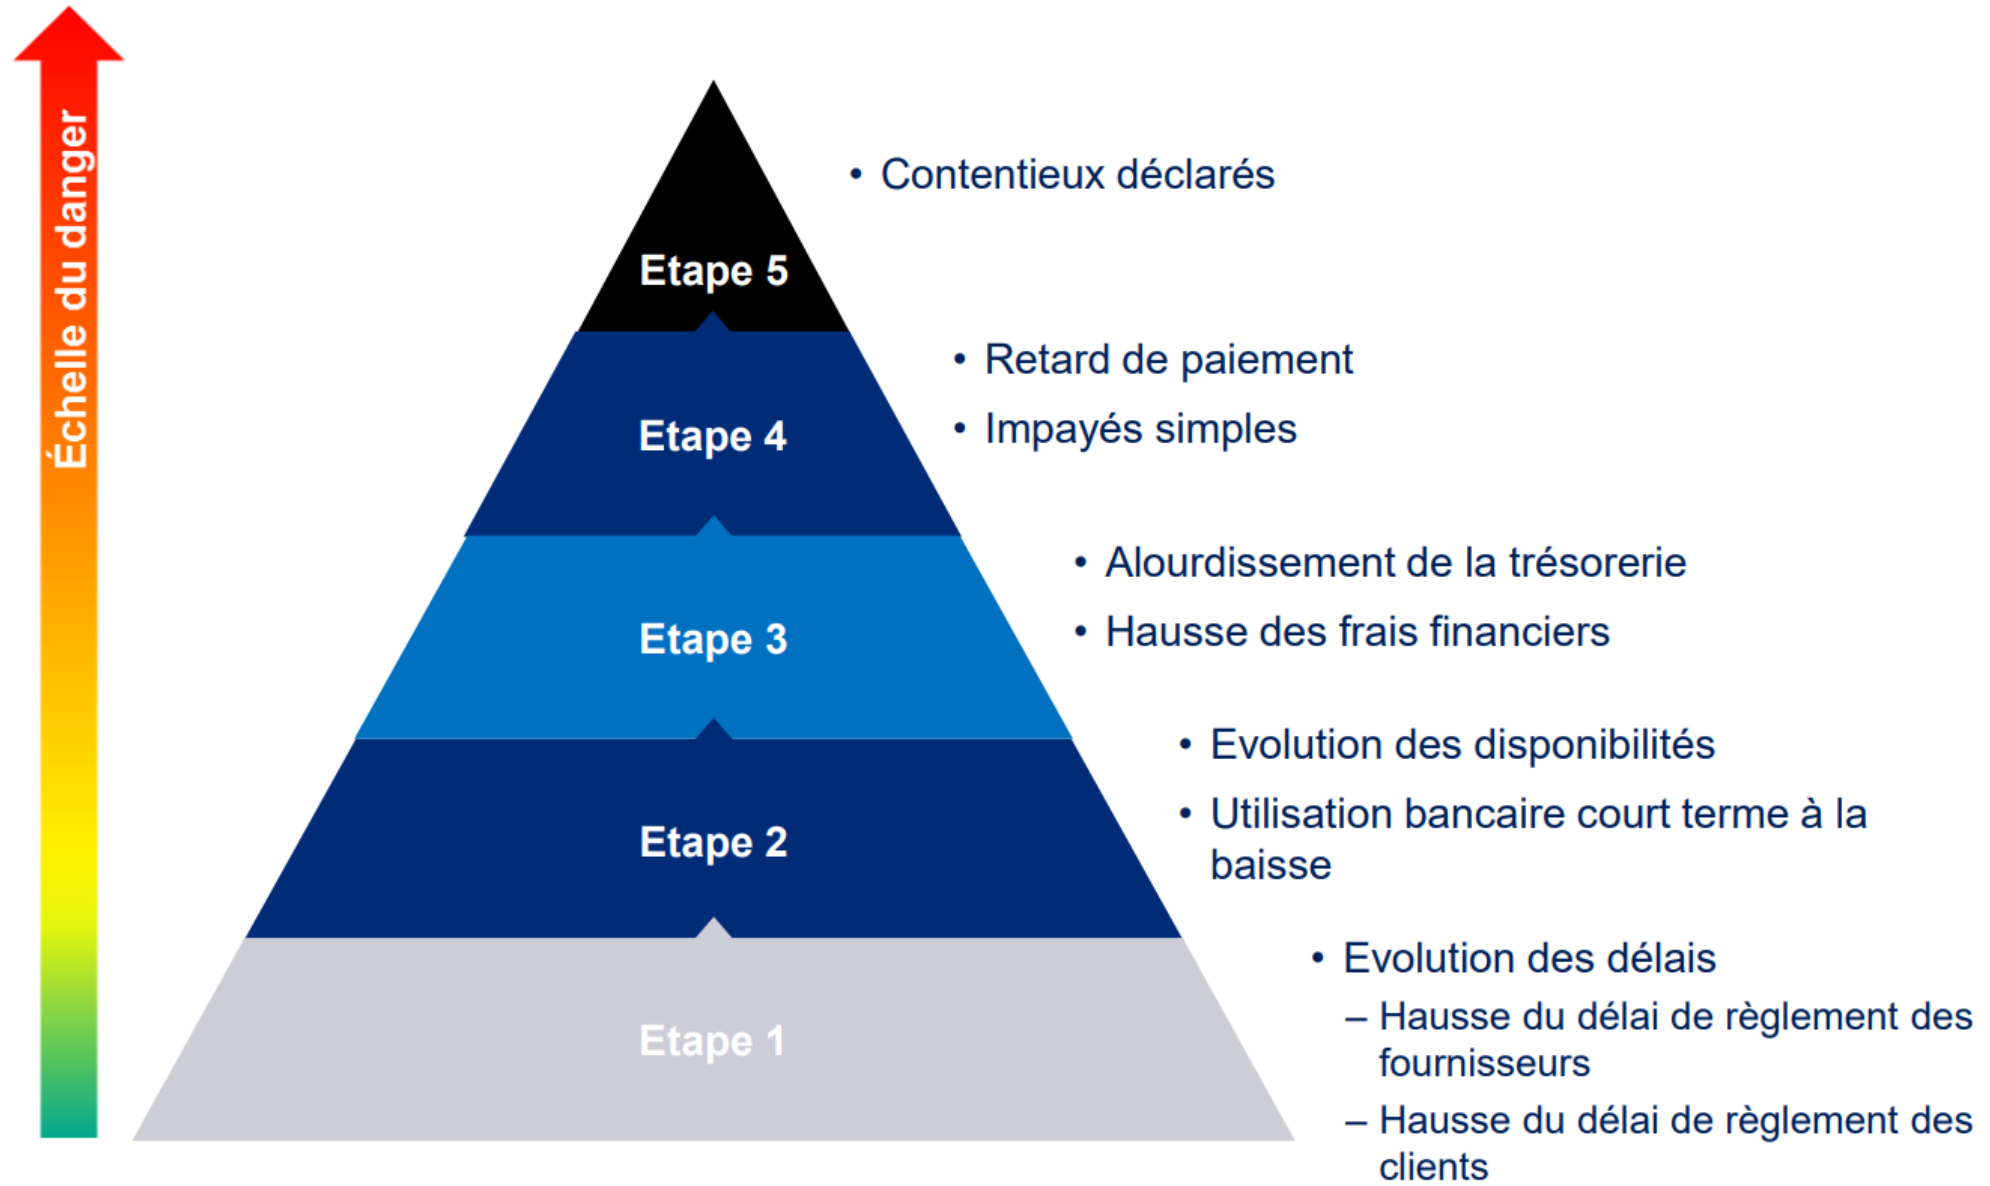 Échelle du danger
• Contentieux déclarés
Etape 5
• Retard de paiement
• Impayés simples
Etape 4
• Alourdissement de la trésorerie
• Hausse des frais financiers
Etape 3
• Evolution des disponibilités
• Utilisation bancaire court terme à la
baisse
Etape 2
• Evolution des délais
– Hausse du délai de règlement des
fournisseurs
– Hausse du délai de règlement des
clients
Etape 1